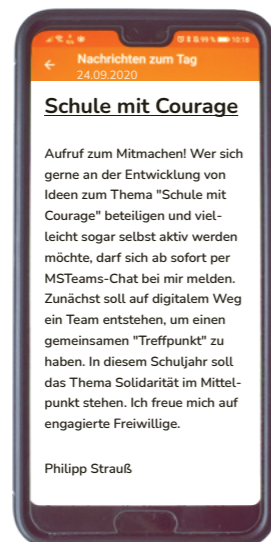 99 % 10:18
Nachrichten zum Tag
24.09.2020
Schule mit Courage
Aufruf zum Mitmachen! Wer sich
gerne an der Entwicklung von
Ideen zum Thema "Schule mit
Courage" beteiligen und viel-
leicht sogar selbst aktiv werden
möchte, darf sich ab sofort per
MSTeams-Chat bei mir melden.
Zunächst soll auf digitalem Weg
ein Team entstehen, um einen
gemeinsamen "Treffpunkt" zu
haben. In diesem Schuljahr soll
das Thema Solidarität im Mittel-
punkt stehen. Ich freue mich auf
engagierte Freiwillige.
Philipp Strauß